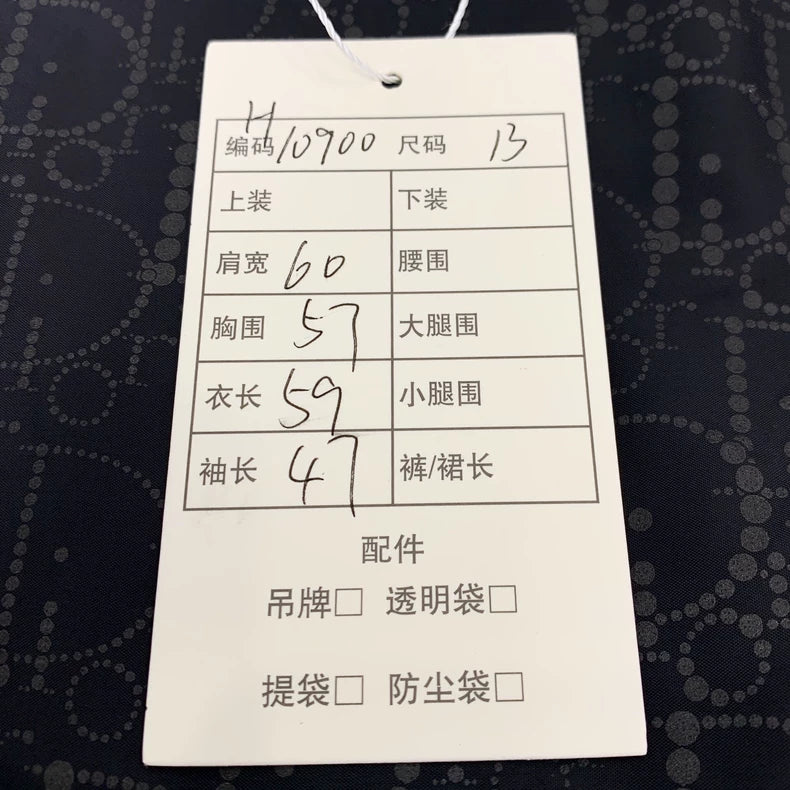 编码 H10900 尺码 13
上装 下装
肩宽 60 腰围
胸围 57 大腿围
衣长 59 小腿围
袖长 47 裤/裙长
配件
吊牌□ 透明袋□
提袋□ 防尘袋□